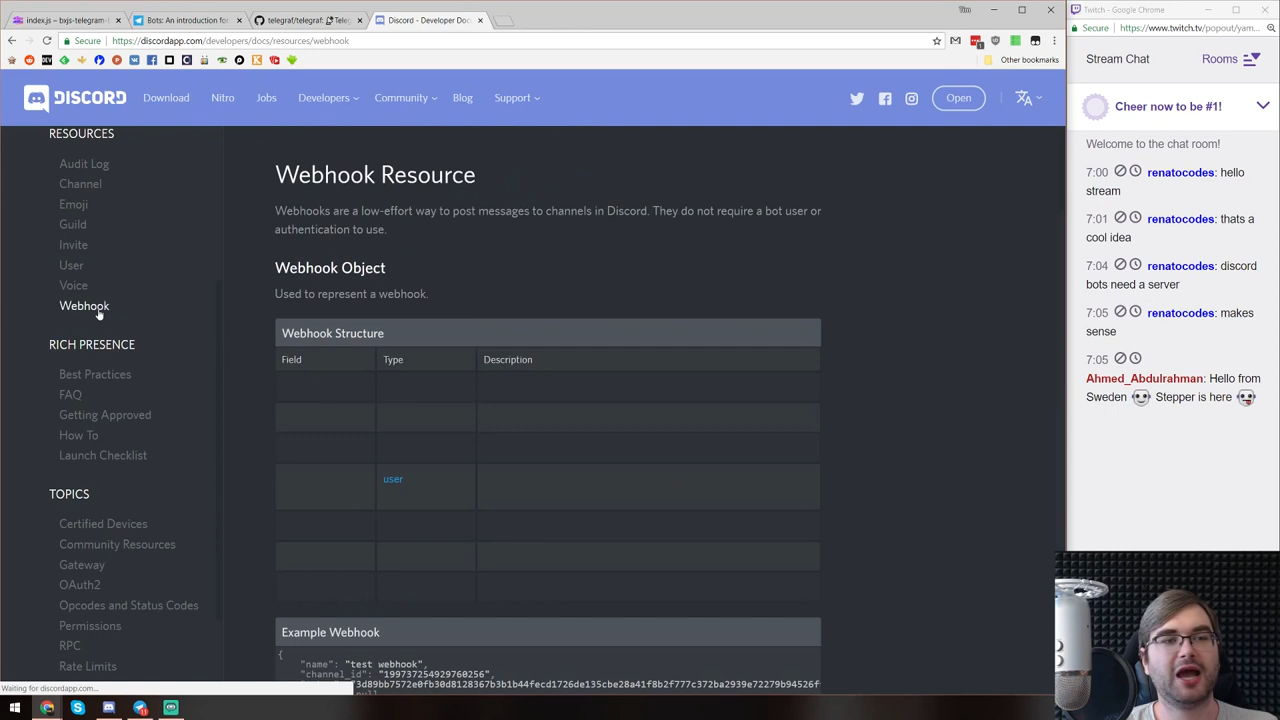 index.js – bxjs-telegram-
Bots: An introduction for
telegraf/telegraf:
Discord - Developer Doc
Tim
Twitch - Google Chrome
Secure
https://discordapp.com/developers/docs/resources/webhook
Secure
https://www.twitch.tv/popout/yam...
Other bookmarks
DISCORD
Download
Nitro
Jobs
Developers
Community
Blog
Support
Open
RESOURCES
Audit Log
Channel
Emoji
Guild
Invite
User
Voice
Webhook
RICH PRESENCE
Best Practices
FAQ
Getting Approved
How To
Launch Checklist
TOPICS
Certified Devices
Community Resources
Gateway
OAuth2
Opcodes and Status Codes
Permissions
RPC
Rate Limits
Webhook Resource
Webhooks are a low-effort way to post messages to channels in Discord. They do not require a bot user or
authentication to use.
Webhook Object
Used to represent a webhook.
Webhook Structure
Field Type Description
user
Example Webhook
{
"name": "test webhook",
"channel_id": "199737254929760256",
Waiting for discordapp.com...
Stream Chat
Rooms
Cheer now to be #1!
Welcome to the chat room!
7:00 renatocodes: hello
stream
7:01 renatocodes: thats a
cool idea
7:04 renatocodes: discord
bots need a server
7:05 renatocodes: makes
sense
7:05
Ahmed_Abdulrahman: Hello from
Sweden Stepper is here